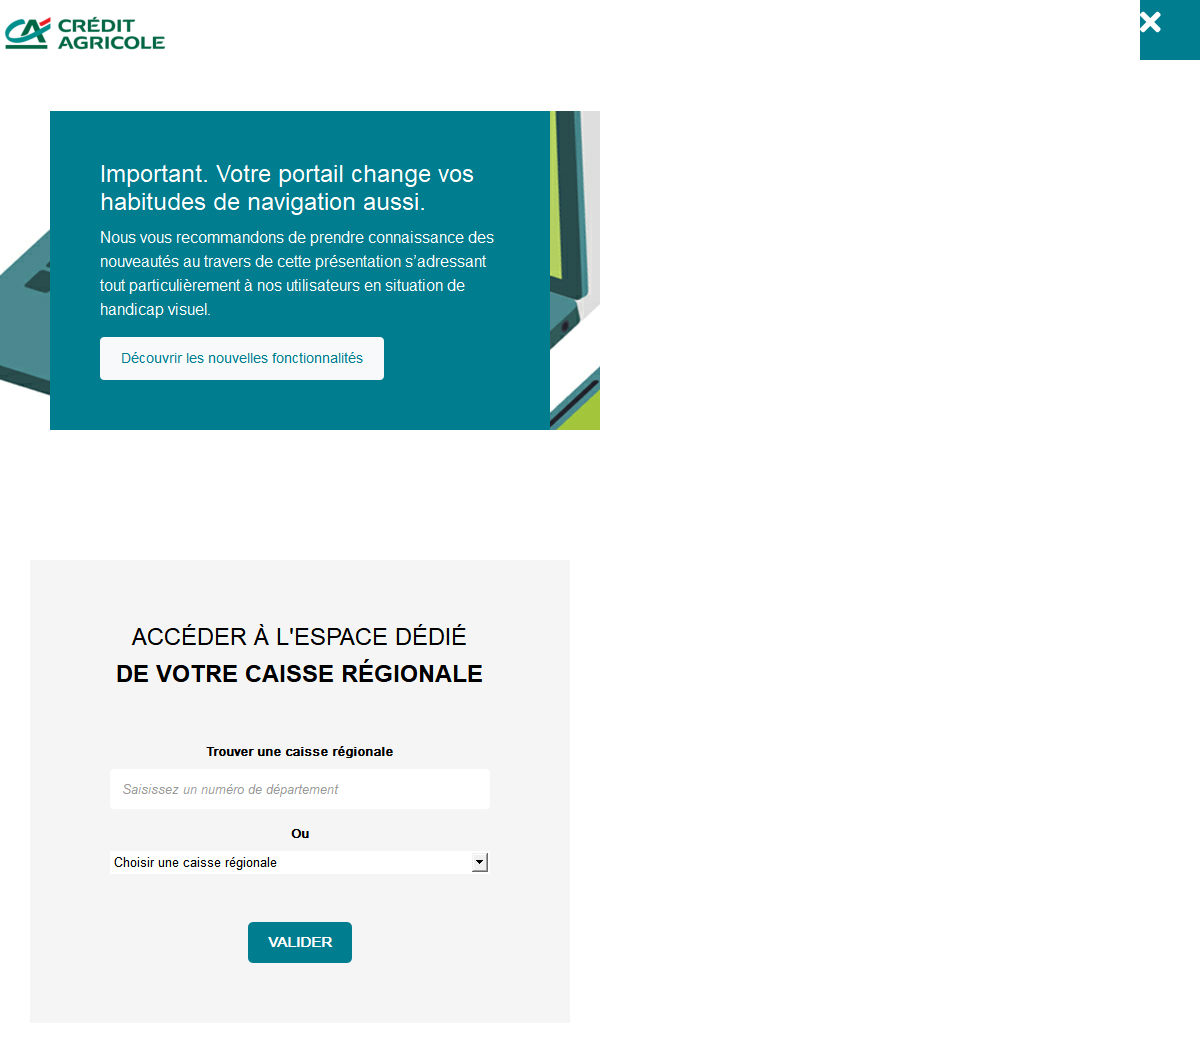 CRÉDIT
AGRICOLE
Important. Votre portail change vos
habitudes de navigation aussi.
Nous vous recommandons de prendre connaissance des
nouveautés au travers de cette présentation s’adressant
tout particulièrement à nos utilisateurs en situation de
handicap visuel.
Découvrir les nouvelles fonctionnalités
ACCÉDER À L'ESPACE DÉDIÉ
DE VOTRE CAISSE RÉGIONALE
Trouver une caisse régionale
Saisissez un numéro de département
Ou
Choisir une caisse régionale
VALIDER